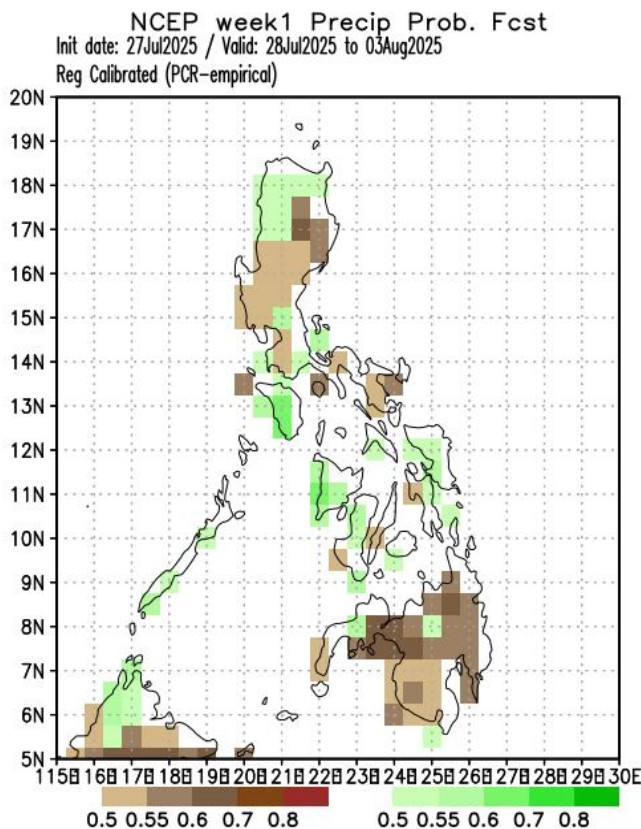 NCEP week1 Precip Prob. Fcst
Init date: 27Jul2025 / Valid: 28Jul2025 to 03Aug2025
Reg Calibrated (PCR-empirical)
20N
19N
18N
17N
16N
15N
14N
13N
12N
11N
10N
9N
8N
7N
6N
5N
115E 116E 117E 118E 119E 120E 121E 122E 123E 124E 125E 126E 127E 128E 129E 130E
0.5 0.55 0.6 0.7 0.8 0.5 0.55 0.6 0.7 0.8